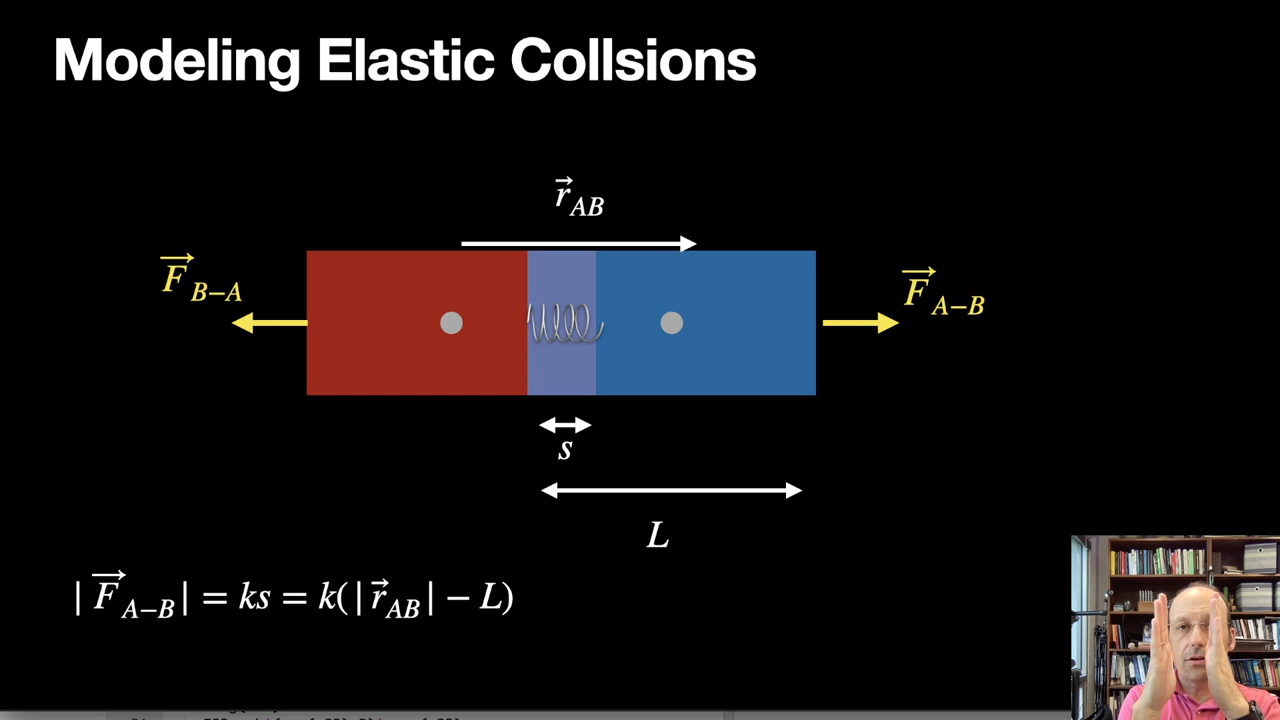 Modeling Elastic Collsions
r⃗ AB
F⃗ B−A
F⃗ A−B
s
L
| F⃗ A−B | = ks = k(| r⃗ AB | − L)